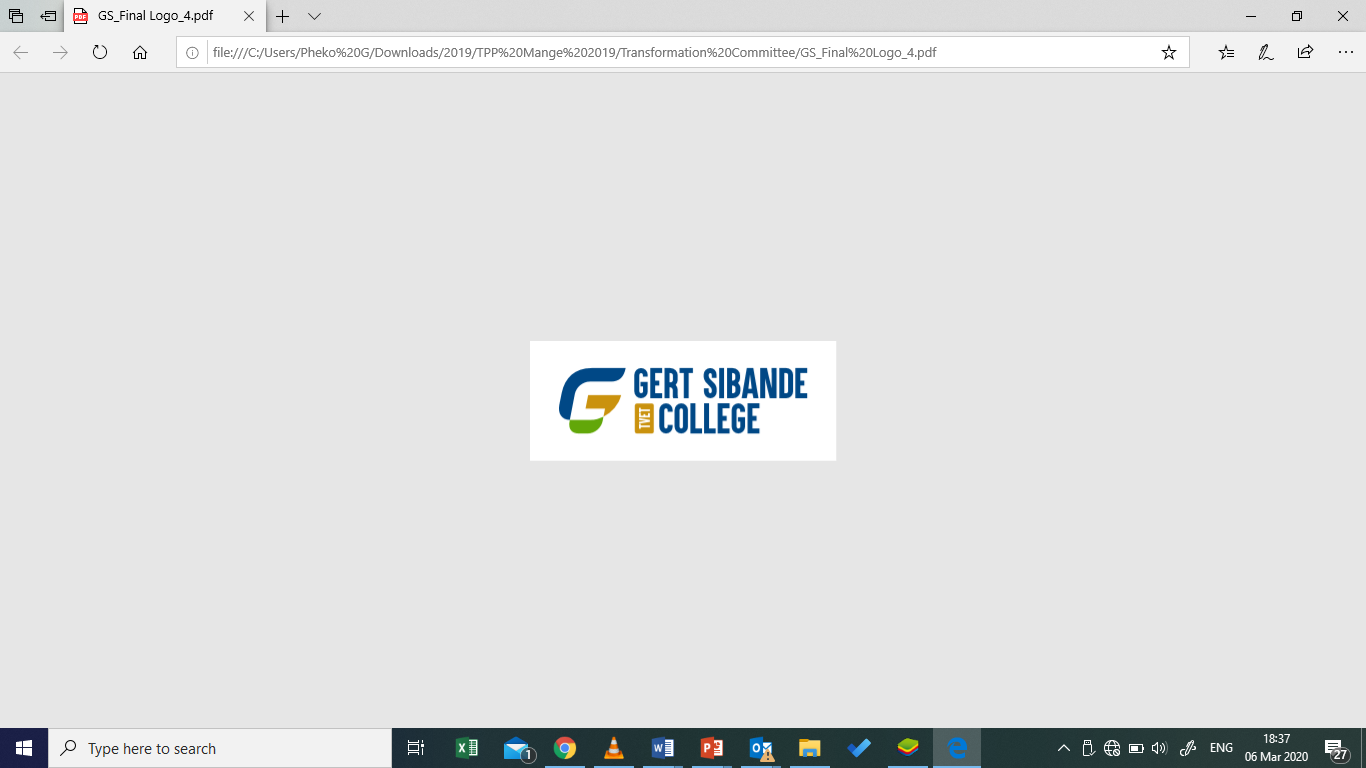 GS_Final Logo_4.pdf
file:///C:/Users/Pheko%20G/Downloads/2019/TPP%20Mange%202019/Transformation%20Committee/GS_Final%20Logo_4.pdf
GERT SIBANDE
TVET COLLEGE
Type here to search
1
ENG
18:37
06 Mar 2020
27